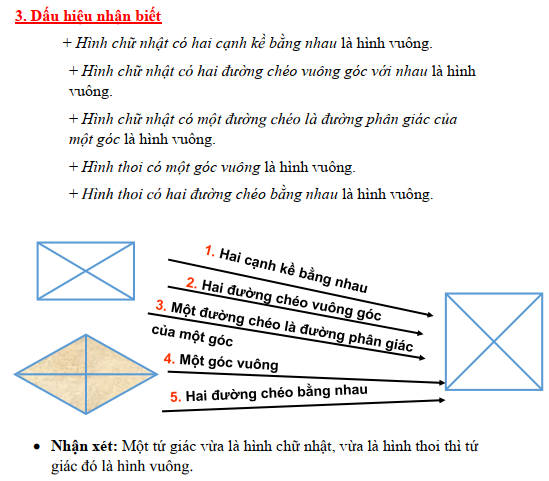 3. Dấu hiệu nhân biết
+ Hình chữ nhật có hai cạnh kề bằng nhau là hình vuông.
+ Hình chữ nhật có hai đường chéo vuông góc với nhau là hình
vuông.
+ Hình chữ nhật có một đường chéo là đường phân giác của
một góc là hình vuông.
+ Hình thoi có một góc vuông là hình vuông.
+ Hình thoi có hai đường chéo bằng nhau là hình vuông.
1. Hai cạnh kề bằng nhau
2. Hai đường chéo vuông góc
3. Một đường chéo là đường phân giác
của một góc
4. Một góc vuông
5. Hai đường chéo bằng nhau
• Nhận xét: Một tứ giác vừa là hình chữ nhật, vừa là hình thoi thì tứ
giác đó là hình vuông.